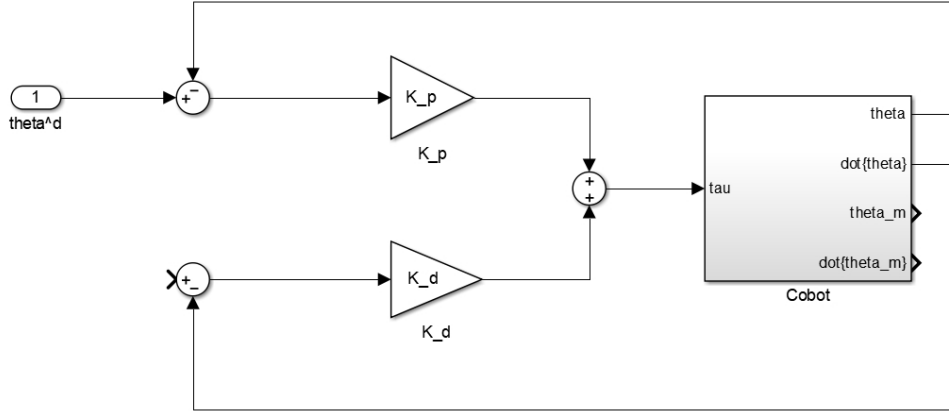 1
theta^d
+
−
K_p
K_p
+
+
tau
theta
dot{theta}
theta_m
dot{theta_m}
Cobot
+
−
K_d
K_d